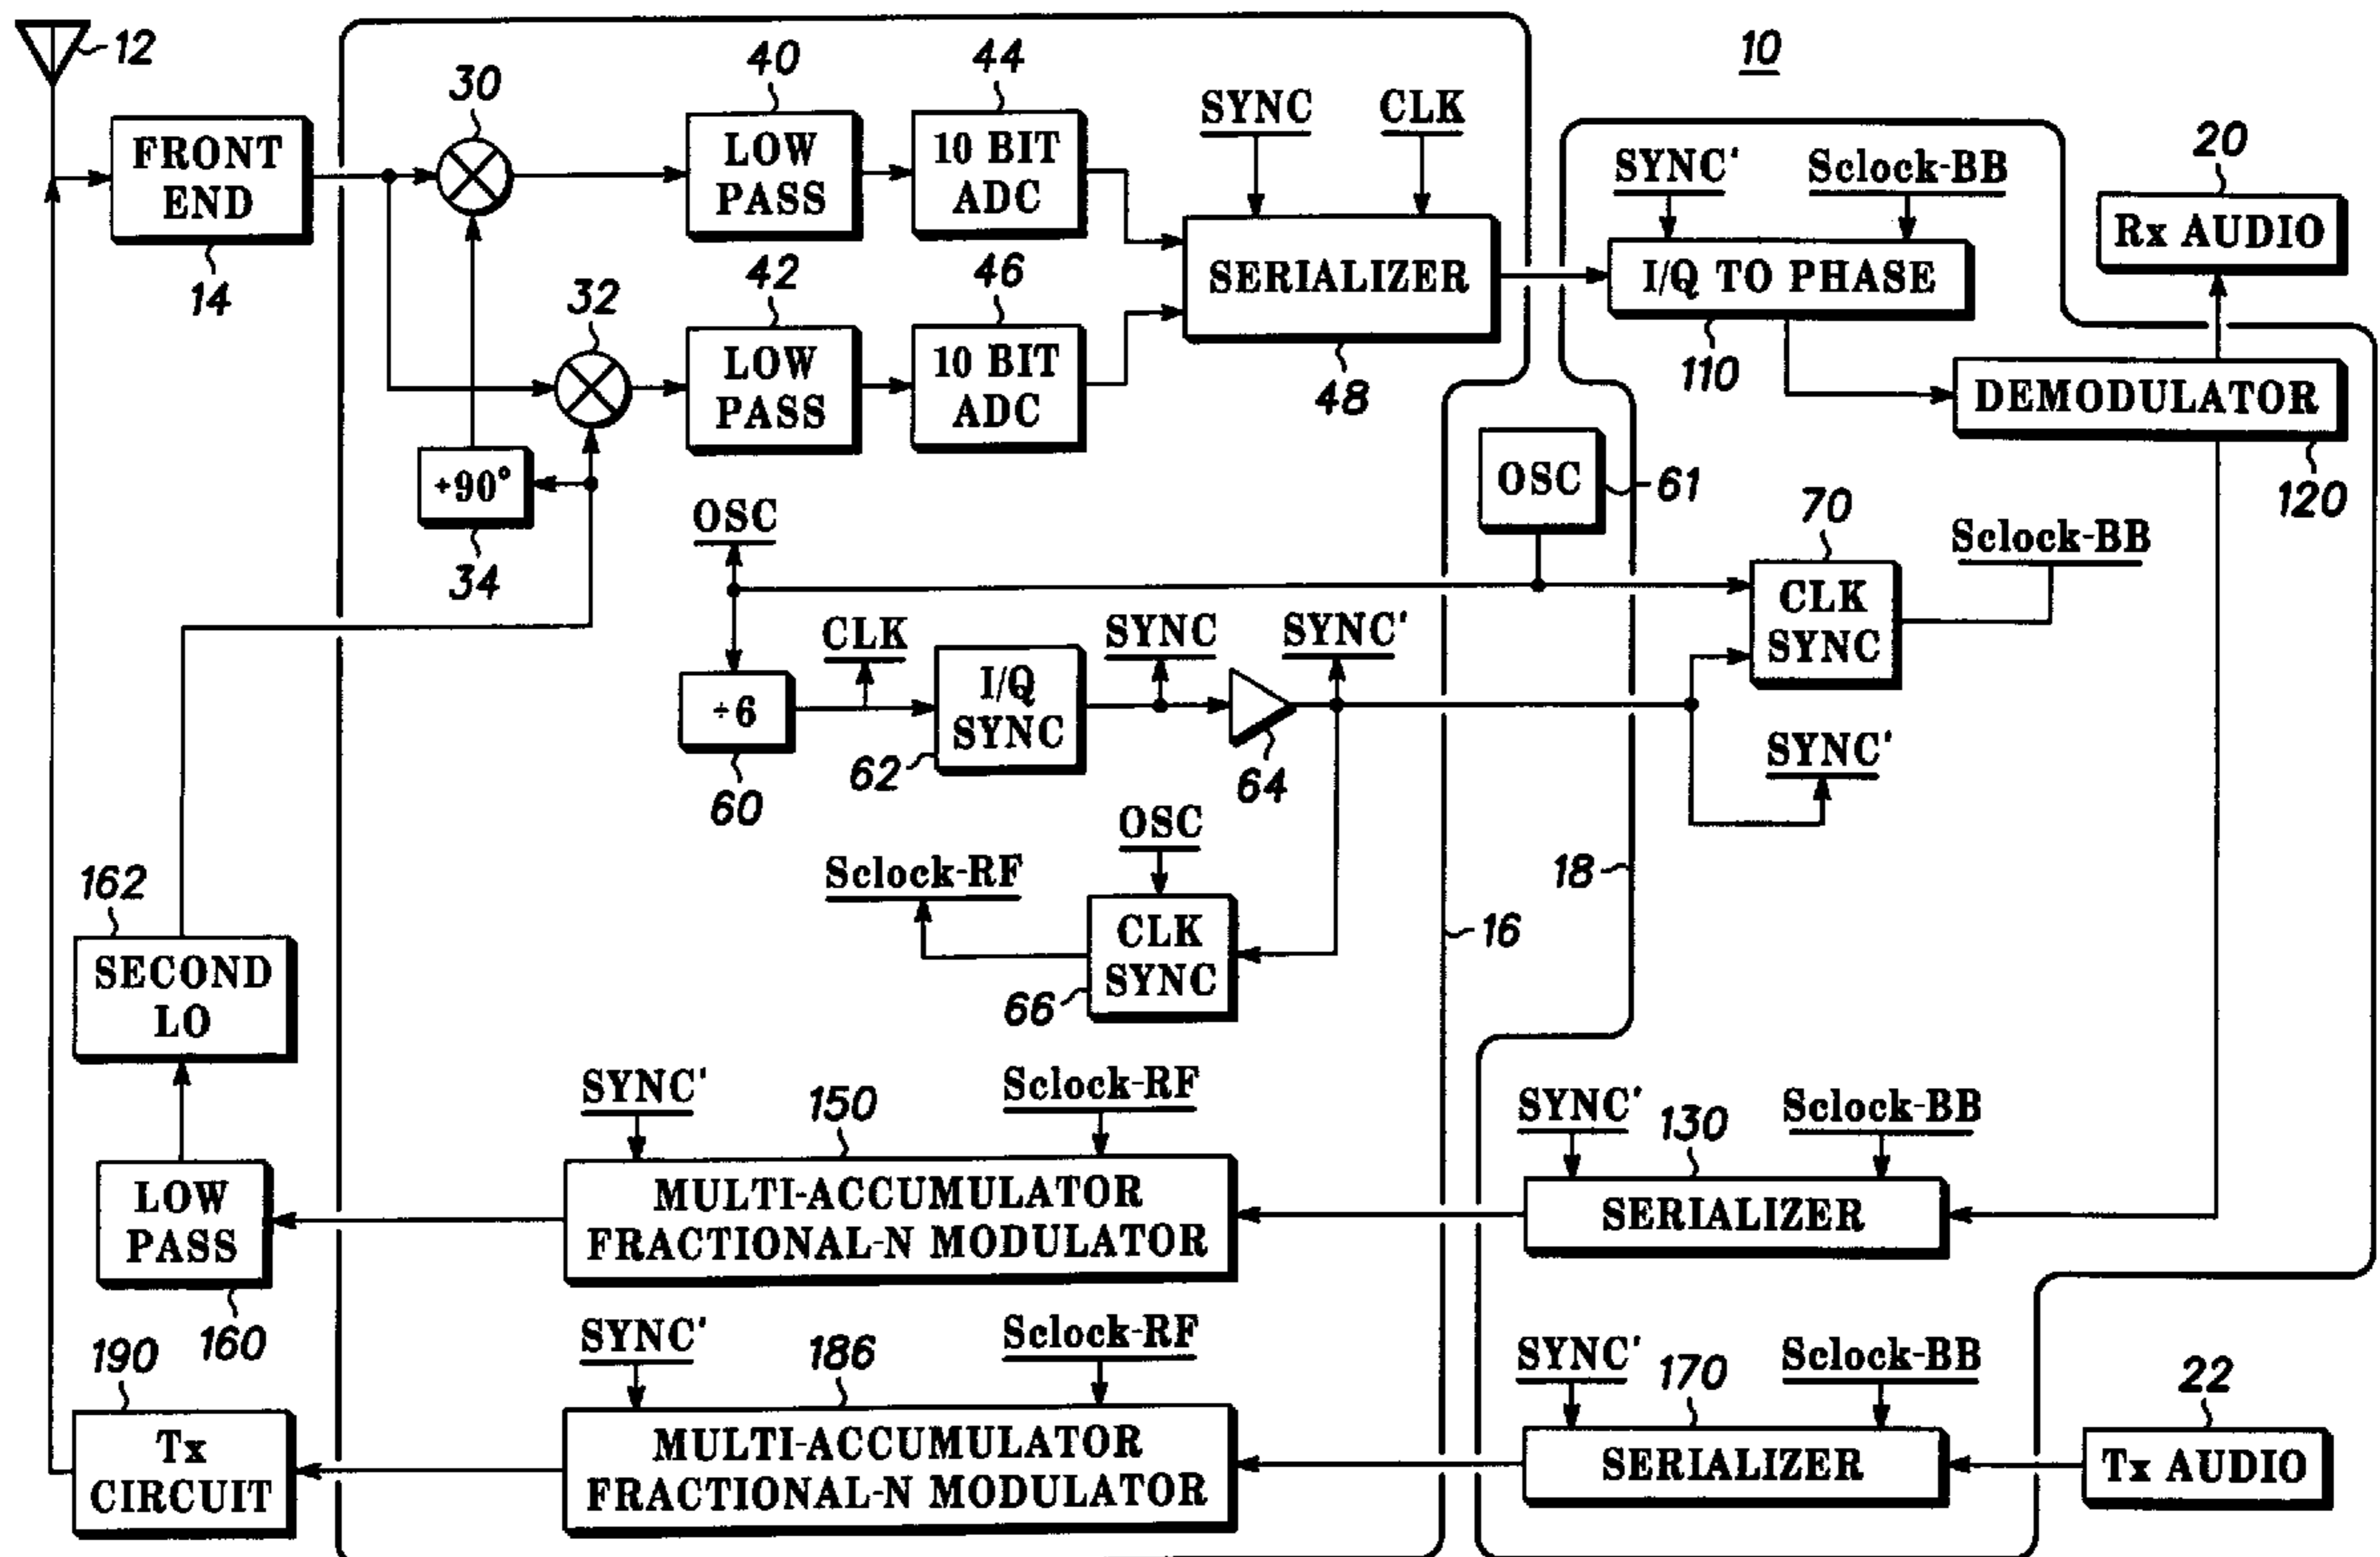 12
10
40
44
30
SYNC
CLK
20
FRONT
END
LOW
PASS
10 BIT
ADC
SYNC'
Sclock-BB
Rx AUDIO
14
32
42
46
SERIALIZER
I/Q TO PHASE
LOW
PASS
10 BIT
ADC
48
110
DEMODULATOR
+90°
OSC
61
120
34
OSC
70
Sclock-BB
CLK
SYNC
SYNC'
CLK
SYNC
÷6
I/Q
SYNC
62
60
64
SYNC'
OSC
162
Sclock-RF
18
16
SECOND
LO
CLK
SYNC
66
SYNC'
150
Sclock-RF
SYNC'
130
Sclock-BB
LOW
PASS
MULTI-ACCUMULATOR
FRACTIONAL-N MODULATOR
SERIALIZER
160
190
SYNC'
186
Sclock-RF
SYNC'
170
Sclock-BB
22
Tx
CIRCUIT
MULTI-ACCUMULATOR
FRACTIONAL-N MODULATOR
SERIALIZER
Tx AUDIO